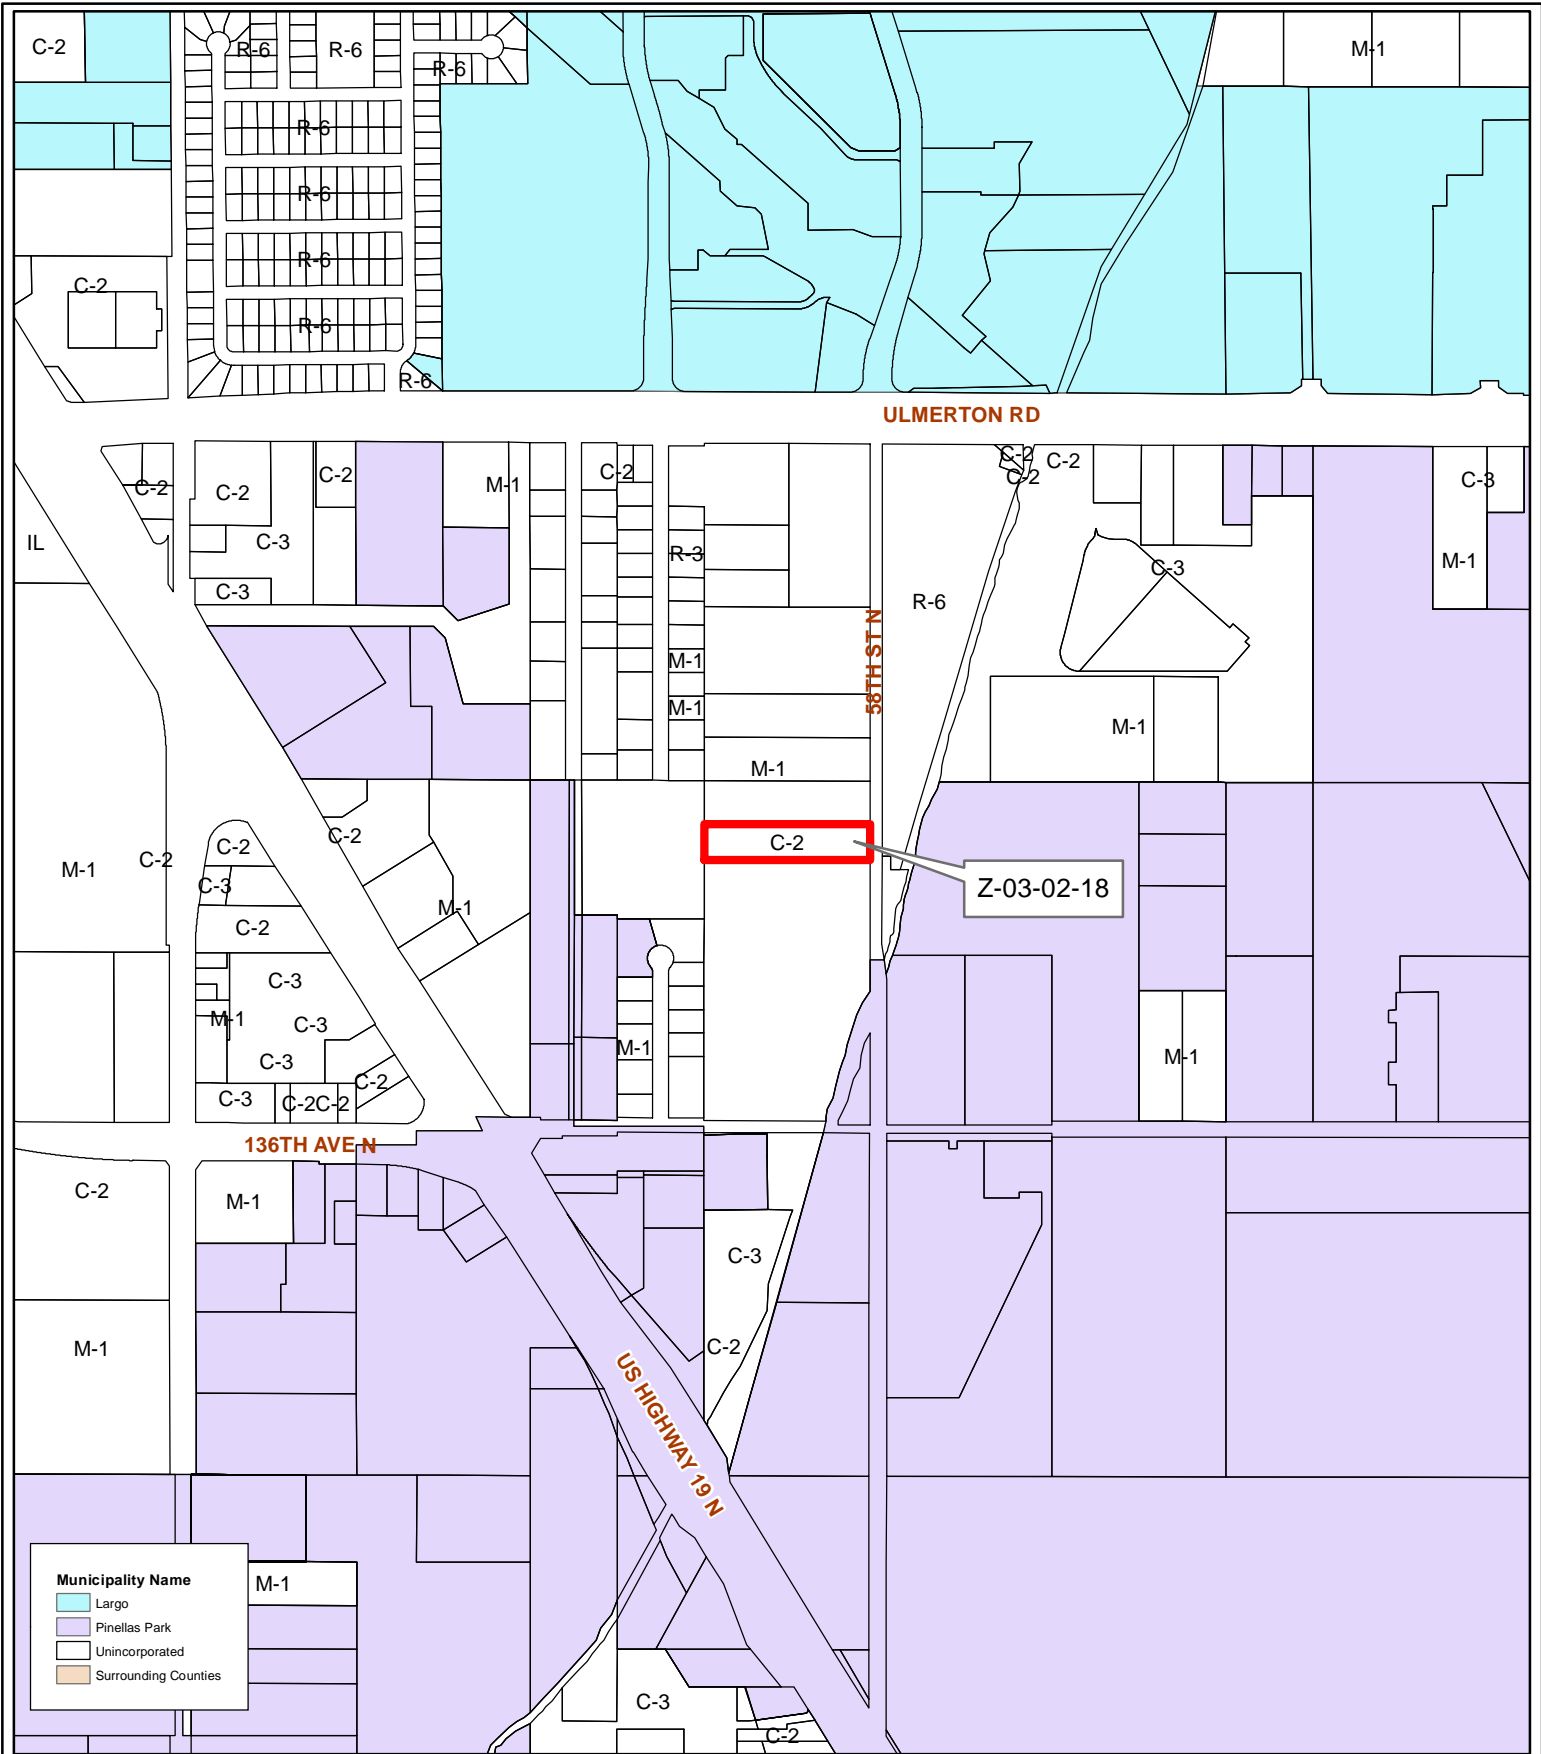 C-2
R-6
R-6
R-6
M-1
R-6
R-6
R-6
C-2
R-6
R-6
ULMERTON RD
C-2
C-2
C-2
M-1
C-2
C-2
C-2
C-2
C-3
IL
C-3
C-3
R-3
C-3
M-1
C-3
R-6
58TH ST N
M-1
M-1
M-1
M-1
C-2
C-2
C-2
C-2
M-1
C-3
Z-03-02-18
M-1
C-2
C-3
M-1
C-3
M-1
C-3
M-1
C-2
C-3
C-2
C-2
136TH AVE N
C-2
M-1
C-3
M-1
C-2
US HIGHWAY 19 N
M-1
Municipality Name
Largo
Pinellas Park
Unincorporated
Surrounding Counties
C-3
C-2